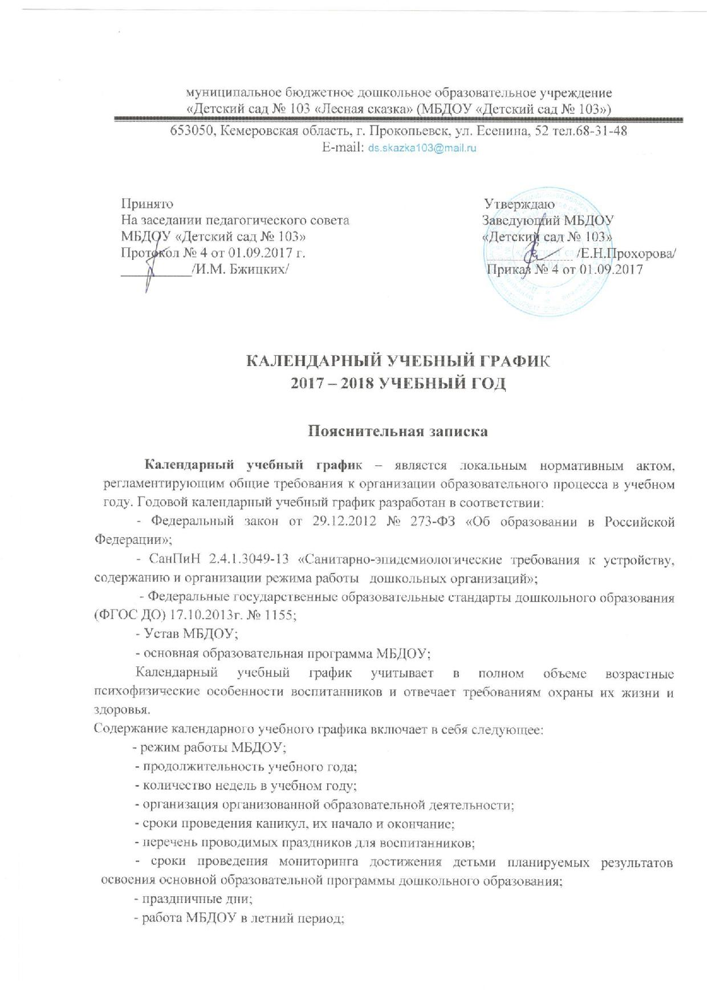 муниципальное бюджетное дошкольное образовательное учреждение
«Детский сад № 103 «Лесная сказка» (МБДОУ «Детский сад № 103»)
653050, Кемеровская область, г. Прокопьевск, ул. Есенина, 52 тел.68-31-48
E-mail: ds.skazka103@mail.ru
Принято
На заседании педагогического совета
МБДОУ «Детский сад № 103»
Протокол № 4 от 01.09.2017 г.
__________/И.М. Бжицких/
Утверждаю
Заведующий МБДОУ
«Детский сад № 103»
____________ /Е.Н.Прохорова/
Приказ № 4 от 01.09.2017
КАЛЕНДАРНЫЙ УЧЕБНЫЙ ГРАФИК
2017 – 2018 УЧЕБНЫЙ ГОД
Пояснительная записка
Календарный учебный график – является локальным нормативным актом,
регламентирующим общие требования к организации образовательного процесса в учебном
году. Годовой календарный учебный график разработан в соответствии:
- Федеральный закон от 29.12.2012 № 273-ФЗ «Об образовании в Российской
Федерации»;
- СанПиН 2.4.1.3049-13 «Санитарно-эпидемиологические требования к устройству,
содержанию и организации режима работы дошкольных организаций»;
- Федеральные государственные образовательные стандарты дошкольного образования
(ФГОС ДО) 17.10.2013г. № 1155;
- Устав МБДОУ;
- основная образовательная программа МБДОУ;
Календарный учебный график учитывает в полном объеме возрастные
психофизические особенности воспитанников и отвечает требованиям охраны их жизни и
здоровья.
Содержание календарного учебного графика включает в себя следующее:
- режим работы МБДОУ;
- продолжительность учебного года;
- количество недель в учебном году;
- организация организованной образовательной деятельности;
- сроки проведения каникул, их начало и окончание;
- перечень проводимых праздников для воспитанников;
- сроки проведения мониторинга достижения детьми планируемых результатов
освоения основной образовательной программы дошкольного образования;
- праздничные дни;
- работа МБДОУ в летний период;